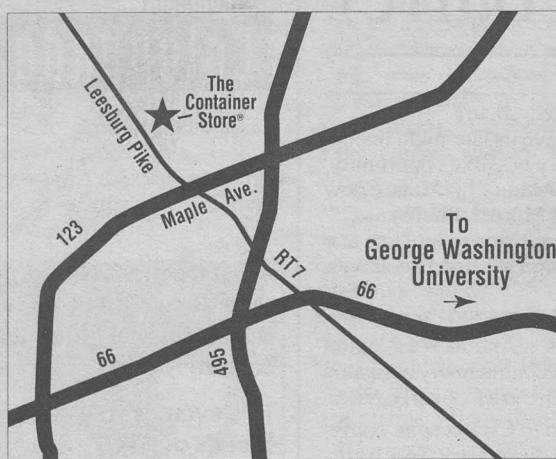 Leesburg Pike
The
Container
Store®
123
Maple Ave.
To
George Washington
University
RT7
66
66
495